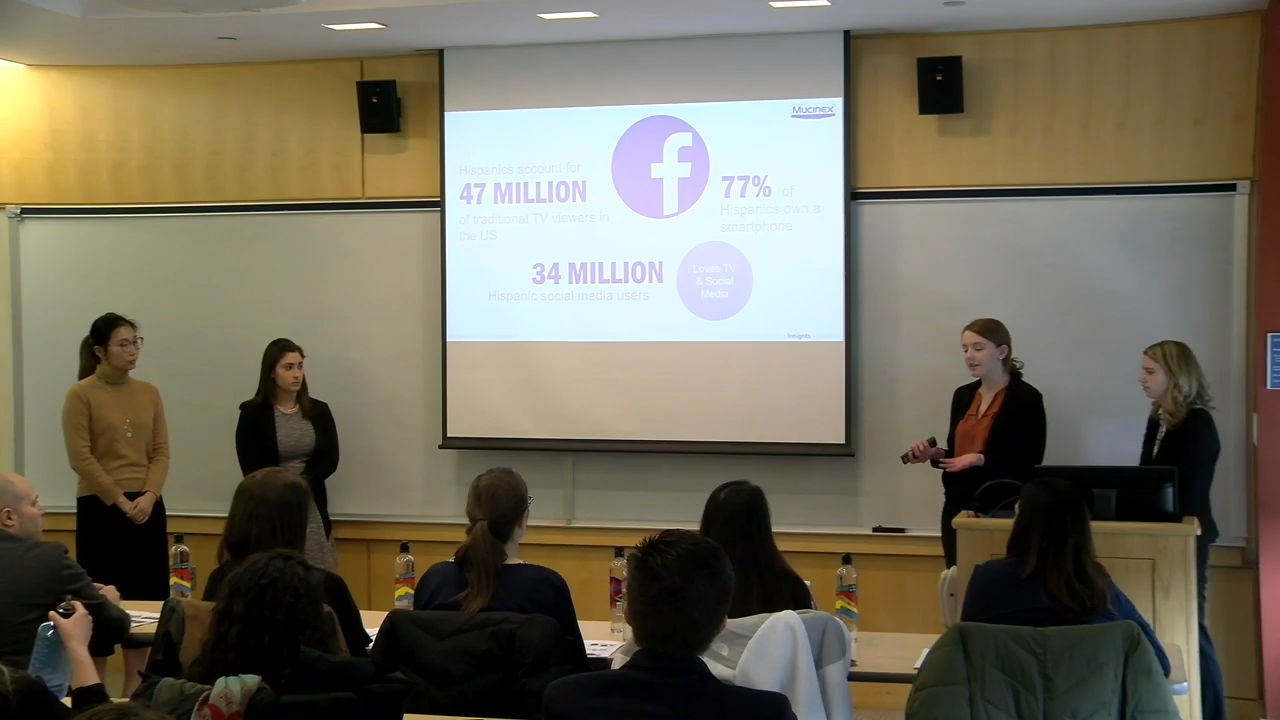 Mucinex
Hispanics account for
47 MILLION
of traditional TV viewers in
the US
f
77% of
Hispanics own a
smartphone
34 MILLION
Hispanic social media users
Loves TV
& Social
Media
Insights